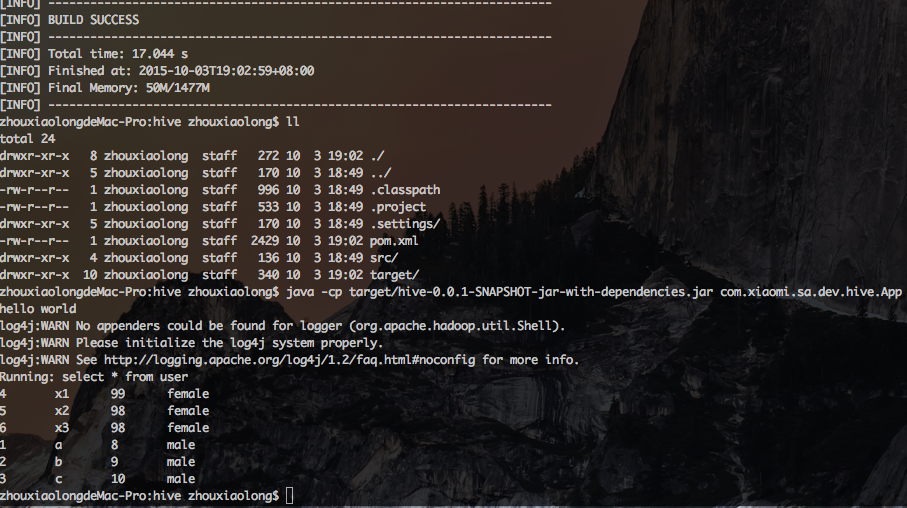 [INFO] ------------------------------------------------------------------------
[INFO] BUILD SUCCESS
[INFO] ------------------------------------------------------------------------
[INFO] Total time: 17.044 s
[INFO] Finished at: 2015-10-03T19:02:59+08:00
[INFO] Final Memory: 50M/1477M
[INFO] ------------------------------------------------------------------------
zhouxiaolongdeMac-Pro:hive zhouxiaolong$ ll
total 24
drwxr-xr-x   8 zhouxiaolong  staff   272 10  3 19:02 ./
drwxr-xr-x   5 zhouxiaolong  staff   170 10  3 18:49 ../
-rw-r--r--   1 zhouxiaolong  staff   996 10  3 18:49 .classpath
-rw-r--r--   1 zhouxiaolong  staff   533 10  3 18:49 .project
drwxr-xr-x   5 zhouxiaolong  staff   170 10  3 18:49 .settings/
-rw-r--r--   1 zhouxiaolong  staff  2429 10  3 19:02 pom.xml
drwxr-xr-x   4 zhouxiaolong  staff   136 10  3 18:49 src/
drwxr-xr-x  10 zhouxiaolong  staff   340 10  3 19:02 target/
zhouxiaolongdeMac-Pro:hive zhouxiaolong$ java -cp target/hive-0.0.1-SNAPSHOT-jar-with-dependencies.jar com.xiaomi.sa.dev.hive.App
hello world
log4j:WARN No appenders could be found for logger (org.apache.hadoop.util.Shell).
log4j:WARN Please initialize the log4j system properly.
log4j:WARN See http://logging.apache.org/log4j/1.2/faq.html#noconfig for more info.
Running: select * from user
4       x1      99      female
5       x2      98      female
6       x3      98      female
1       a       8       male
2       b       9       male
3       c       10      male
zhouxiaolongdeMac-Pro:hive zhouxiaolong$